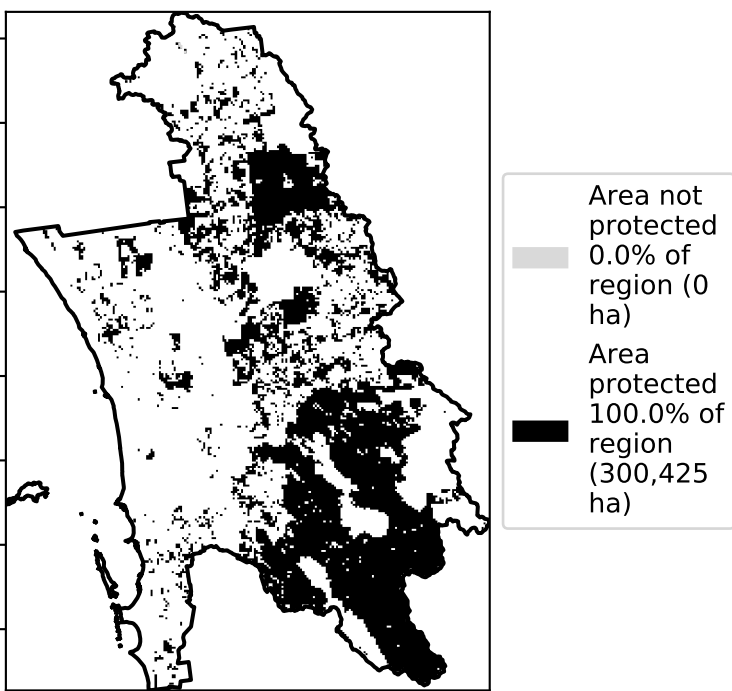 Area not
protected
0.0% of
region (0
ha)
Area
protected
100.0% of
region
(300,425
ha)